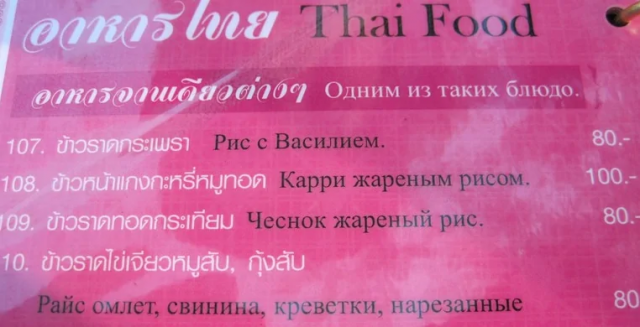 อาหารไทย Thai Food
อาหารจานเดียวต่างๆ Одним из таких блюдо.
107. ข้าวราดกระเพรา Рис с Василием. 80.-
108. ข้าวหน้าแกงกะหรี่หมูทอด Карри жареным рисом. 100.-
109. ข้าวราดทอดกระเทียม Чеснок жареный рис. 80.-
10. ข้าวราดไข่เจียวหมูสับ, กุ้งสับ
Райс омлет, свинина, креветки, нарезанные 80